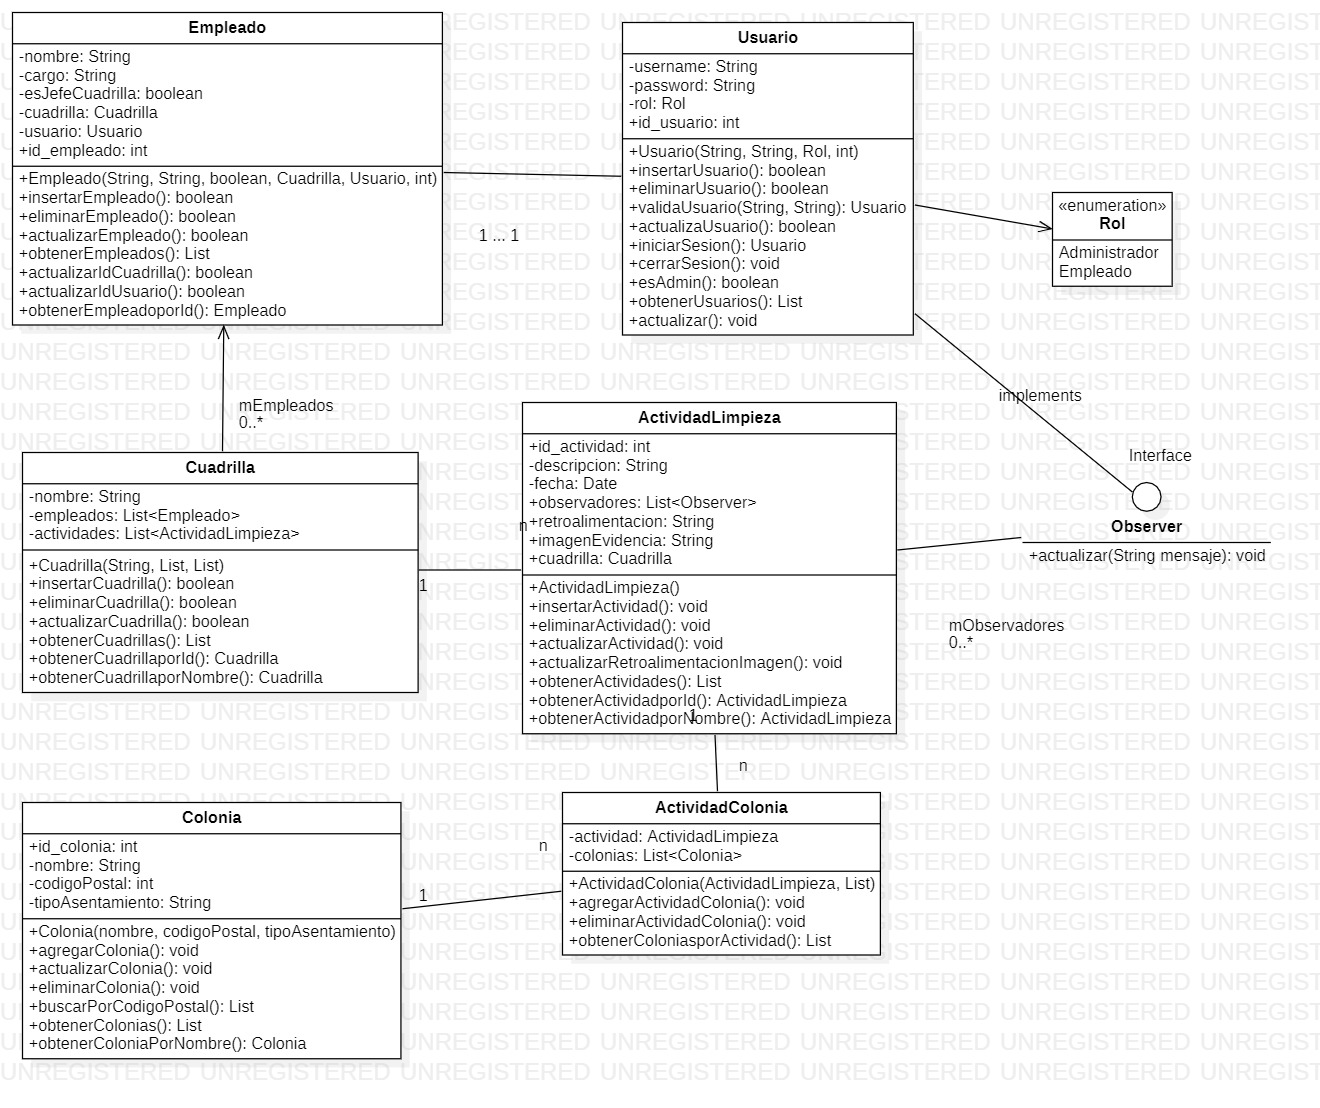 Empleado
-nombre: String
-cargo: String
-esJefeCuadrilla: boolean
-cuadrilla: Cuadrilla
-usuario: Usuario
+id_empleado: int
+Empleado(String, String, boolean, Cuadrilla, Usuario, int)
+insertarEmpleado(): boolean
+eliminarEmpleado(): boolean
+actualizarEmpleado(): boolean
+obtenerEmpleados(): List
+actualizarIdCuadrilla(): boolean
+actualizarIdUsuario(): boolean
+obtenerEmpleadoporId(): Empleado
1 ... 1
Usuario
-username: String
-password: String
-rol: Rol
+id_usuario: int
+Usuario(String, String, Rol, int)
+insertarUsuario(): boolean
+eliminarUsuario(): boolean
+validaUsuario(String, String): Usuario
+actualizaUsuario(): boolean
+iniciarSesion(): Usuario
+cerrarSesion(): void
+esAdmin(): boolean
+obtenerUsuarios(): List
+actualizar(): void
«enumeration»
Rol
Administrador
Empleado
implements
Interface
Observer
+actualizar(String mensaje): void
mEmpleados
0..*
Cuadrilla
-nombre: String
-empleados: List<Empleado>
-actividades: List<ActividadLimpieza>
+Cuadrilla(String, List, List)
+insertarCuadrilla(): boolean
+eliminarCuadrilla(): boolean
+actualizarCuadrilla(): boolean
+obtenerCuadrillas(): List
+obtenerCuadrillaporId(): Cuadrilla
+obtenerCuadrillaporNombre(): Cuadrilla
1
n
ActividadLimpieza
+id_actividad: int
-descripcion: String
-fecha: Date
+observadores: List<Observer>
+retroalimentacion: String
+imagenEvidencia: String
+cuadrilla: Cuadrilla
+ActividadLimpieza()
+insertarActividad(): void
+eliminarActividad(): void
+actualizarActividad(): void
+actualizarRetroalimentacionImagen(): void
+obtenerActividades(): List
+obtenerActividadporId(): ActividadLimpieza
+obtenerActividadporNombre(): ActividadLimpieza
1
mObservadores
0..*
n
Colonia
+id_colonia: int
-nombre: String
-codigoPostal: int
-tipoAsentamiento: String
+Colonia(nombre, codigoPostal, tipoAsentamiento)
+agregarColonia(): void
+actualizarColonia(): void
+eliminarColonia(): void
+buscarPorCodigoPostal(): List
+obtenerColonias(): List
+obtenerColoniaPorNombre(): Colonia
1
n
ActividadColonia
-actividad: ActividadLimpieza
-colonias: List<Colonia>
+ActividadColonia(ActividadLimpieza, List)
+agregarActividadColonia(): void
+eliminarActividadColonia(): void
+obtenerColoniasporActividad(): List
UNREGISTERED